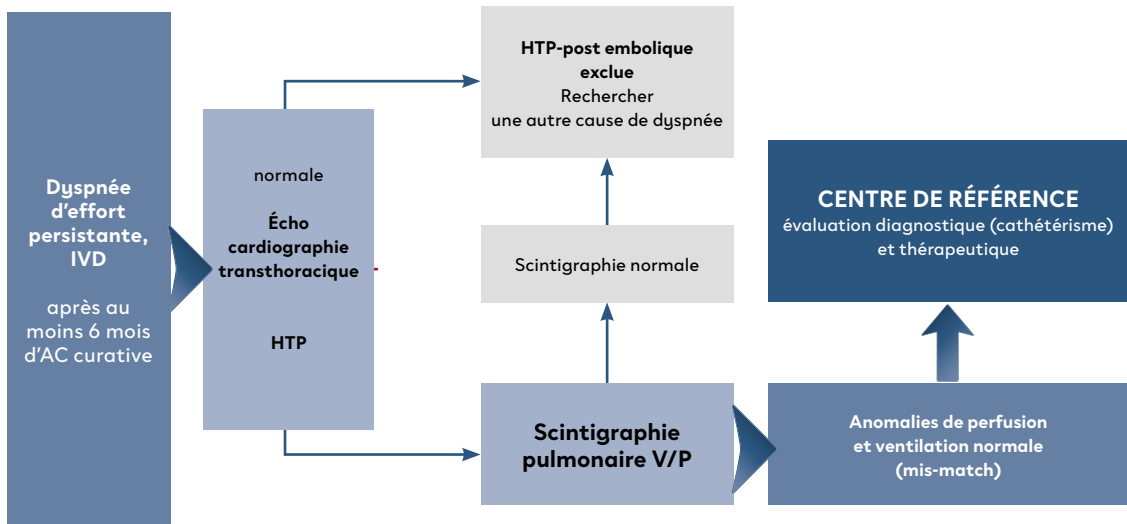 Dyspnée
d'effort
persistante,
IVD
après au
moins 6 mois
d'AC curative
normale
Écho
cardiographie
transthoracique
HTP
HTP-post embolique
exclue
Rechercher
une autre cause de dyspnée
Scintigraphie normale
Scintigraphie
pulmonaire V/P
CENTRE DE RÉFÉRENCE
évaluation diagnostique (cathétérisme)
et thérapeutique
Anomalies de perfusion
et ventilation normale
(mis-match)